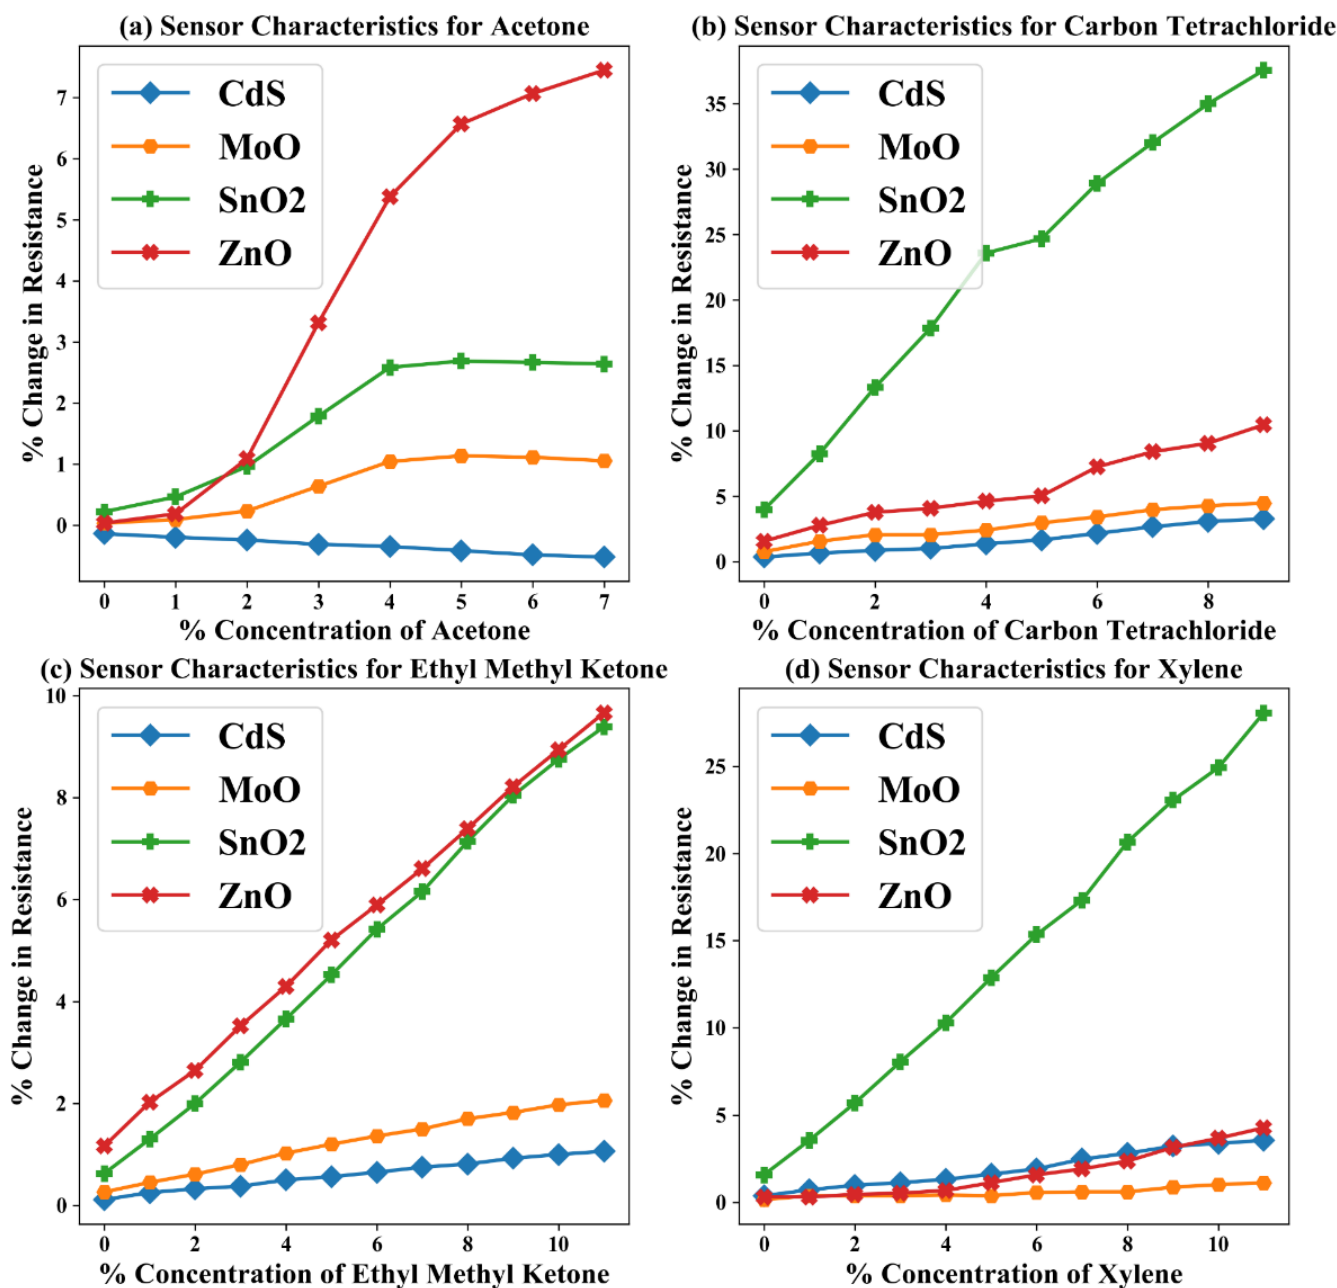 (a) Sensor Characteristics for Acetone
% Change in Resistance
7
6
5
4
3
2
1
0
CdS
MoO
SnO2
ZnO
0 1 2 3 4 5 6 7
% Concentration of Acetone
(b) Sensor Characteristics for Carbon Tetrachloride
% Change in Resistance
35
30
25
20
15
10
5
0
CdS
MoO
SnO2
ZnO
0 2 4 6 8
% Concentration of Carbon Tetrachloride
(c) Sensor Characteristics for Ethyl Methyl Ketone
% Change in Resistance
10
8
6
4
2
0
CdS
MoO
SnO2
ZnO
0 2 4 6 8 10
% Concentration of Ethyl Methyl Ketone
(d) Sensor Characteristics for Xylene
% Change in Resistance
25
20
15
10
5
0
CdS
MoO
SnO2
ZnO
0 2 4 6 8 10
% Concentration of Xylene